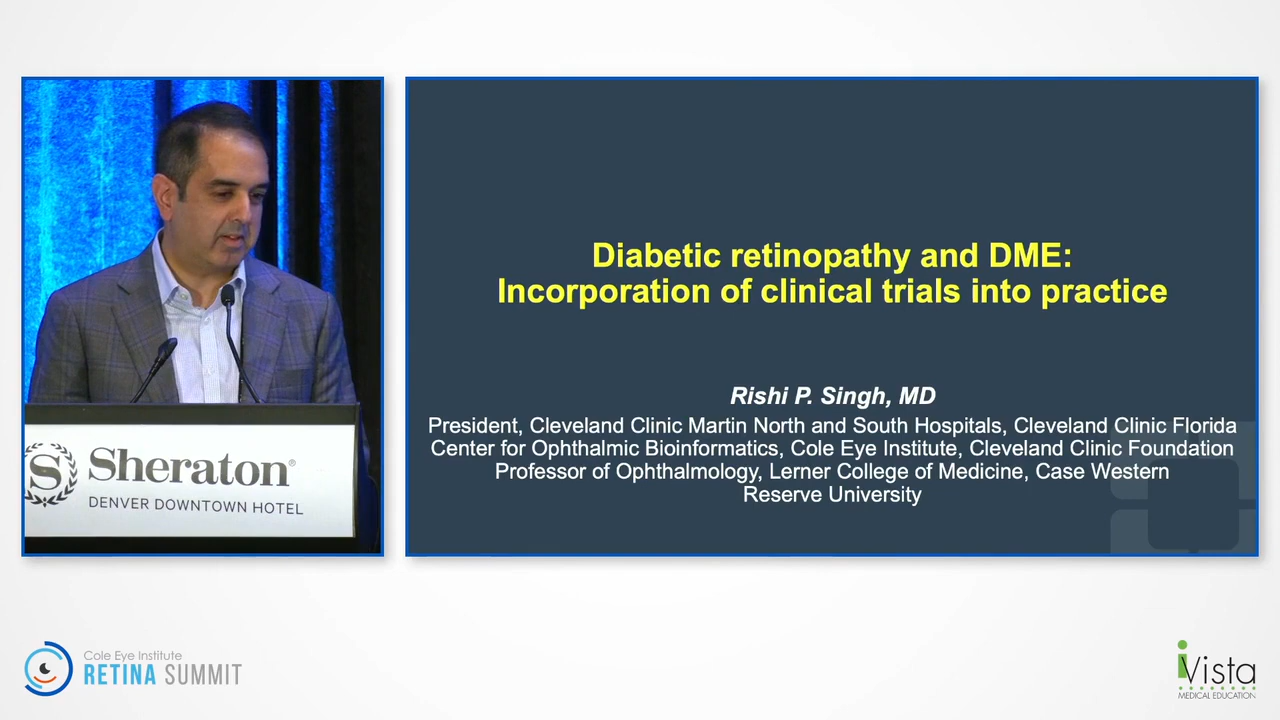 Diabetic retinopathy and DME:
Incorporation of clinical trials into practice
Rishi P. Singh, MD
President, Cleveland Clinic Martin North and South Hospitals, Cleveland Clinic Florida
Center for Ophthalmic Bioinformatics, Cole Eye Institute, Cleveland Clinic Foundation
Professor of Ophthalmology, Lerner College of Medicine, Case Western
Reserve University
S Sheraton®
DENVER DOWNTOWN HOTEL
Cole Eye Institute
RETINA SUMMIT
iVista
MEDICAL EDUCATION